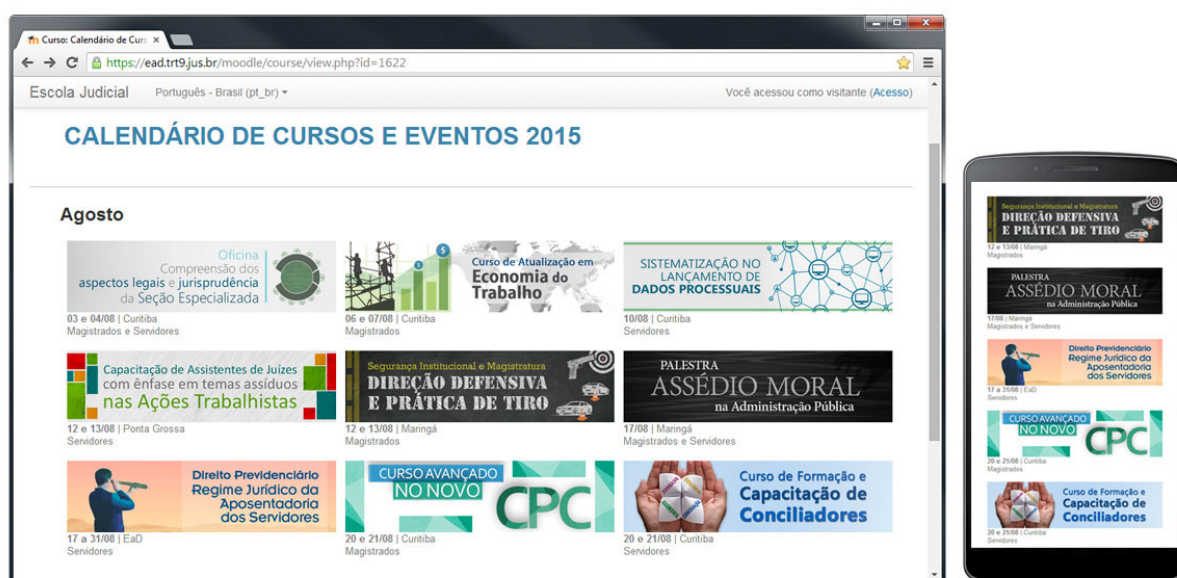 Curso: Calendário de Curs
https://ead.trt9.jus.br/moodle/course/view.php?id=1622
Escola Judicial
Português - Brasil (pt_br)
Você acessou como visitante (Acesso)
CALENDÁRIO DE CURSOS E EVENTOS 2015
Agosto
Oficina
Compreensão dos
aspectos legais e jurisprudência
da Seção Especializada
03 e 04/08 | Curitiba
Magistrados e Servidores
Curso de Atualização em
Economia do
Trabalho
06 e 07/08 | Curitiba
Magistrados
SISTEMATIZAÇÃO NO
LANÇAMENTO DE
DADOS PROCESSUAIS
10/08 | Curitiba
Servidores
Capacitação de Assistentes de Juízes
com ênfase em temas assíduos
nas Ações Trabalhistas
12 e 13/08 | Ponta Grossa
Servidores
Segurança Institucional e Magistratura
DIREÇÃO DEFENSIVA
E PRÁTICA DE TIRO
12 e 13/08 | Maringá
Magistrados
PALESTRA
ASSÉDIO MORAL
na Administração Pública
17/08 | Maringá
Magistrados e Servidores
Direito Previdenciário
Regime Jurídico da
Aposentadoria
dos Servidores
17 a 31/08 | EaD
Servidores
CURSO AVANÇADO
NO NOVO
CPC
20 e 21/08 | Curitiba
Magistrados
Curso de Formação e
Capacitação de
Conciliadores
20 e 21/08 | Curitiba
Servidores
Segurança Institucional e Magistratura
DIREÇÃO DEFENSIVA
E PRÁTICA DE TIRO
12 e 13/08 | Maringá
Magistrados
PALESTRA
ASSÉDIO MORAL
na Administração Pública
17/08 | Maringá
Magistrados e Servidores
Direito Previdenciário
Regime Jurídico da
Aposentadoria
dos Servidores
17 a 31/08 | EaD
Servidores
CURSO AVANÇADO
NO NOVO
CPC
20 e 21/08 | Curitiba
Magistrados
Curso de Formação e
Capacitação de
Conciliadores
20 e 21/08 | Curitiba
Servidores